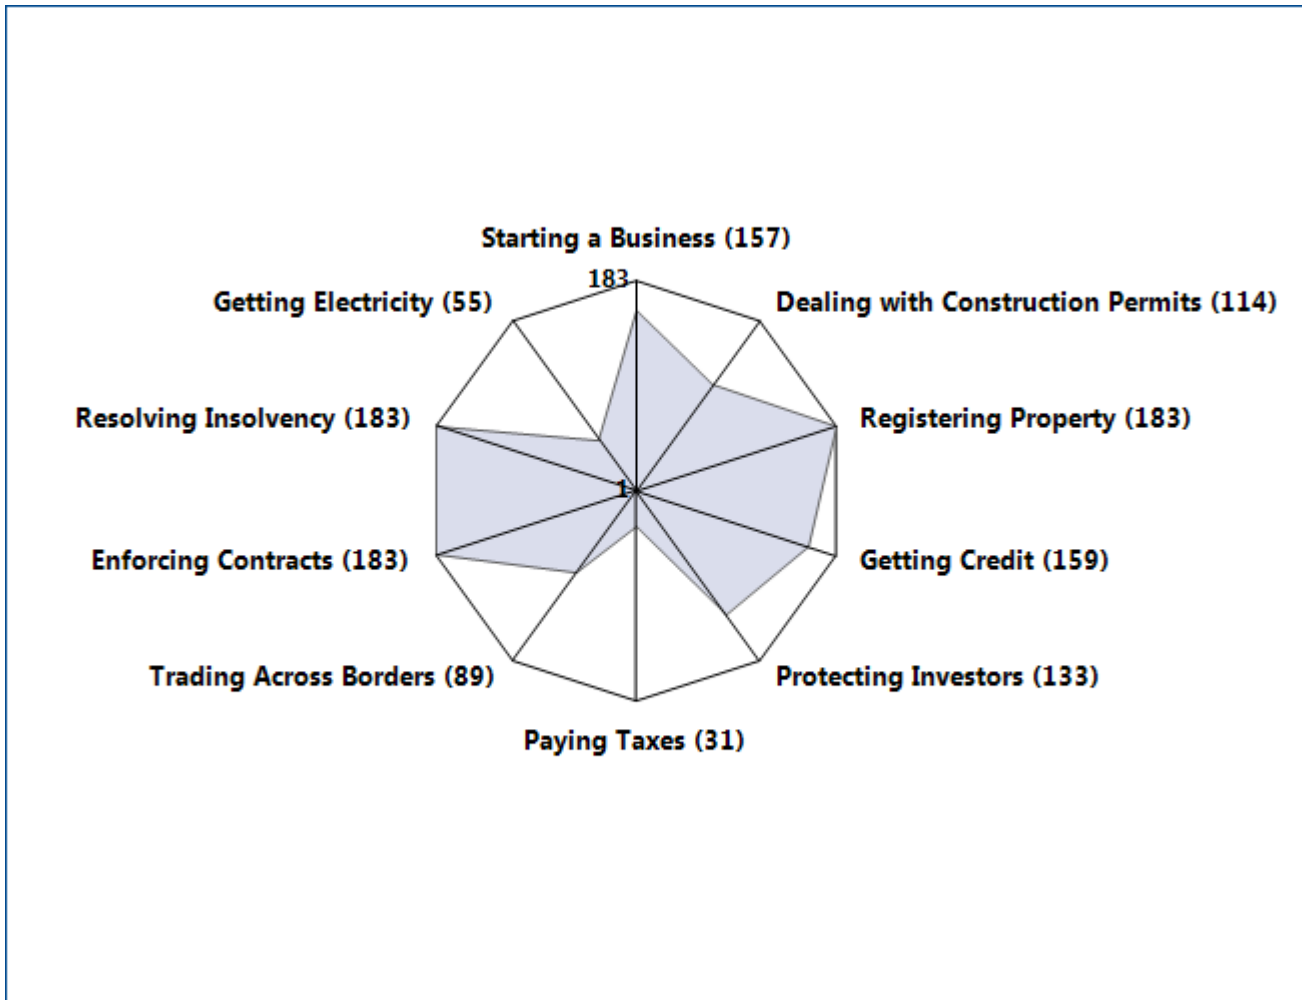 Starting a Business (157)
183
Getting Electricity (55)
Dealing with Construction Permits (114)
Resolving Insolvency (183)
Registering Property (183)
1
Enforcing Contracts (183)
Getting Credit (159)
Trading Across Borders (89)
Protecting Investors (133)
Paying Taxes (31)